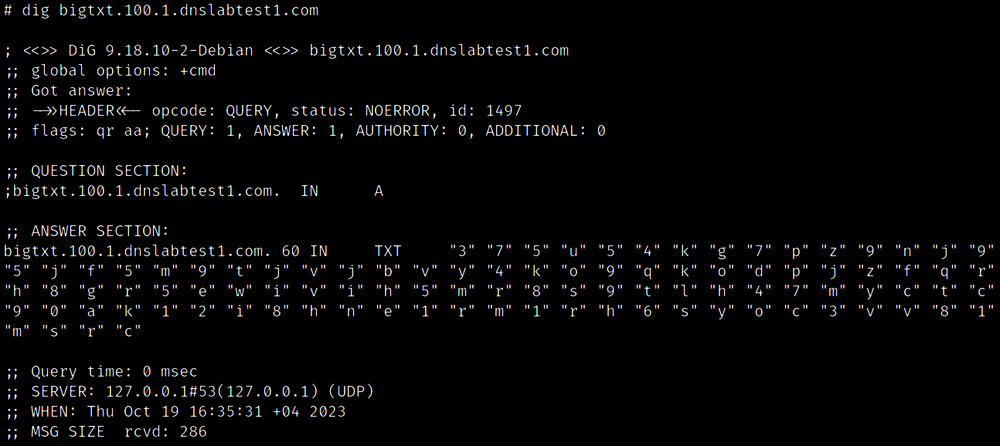 # dig bigtxt.100.1.dnslabtest1.com
; <<>> DiG 9.18.10-2-Debian <<>> bigtxt.100.1.dnslabtest1.com
;; global options: +cmd
;; Got answer:
;; ->>HEADER<<- opcode: QUERY, status: NOERROR, id: 1497
;; flags: qr aa; QUERY: 1, ANSWER: 1, AUTHORITY: 0, ADDITIONAL: 0
;; QUESTION SECTION:
;bigtxt.100.1.dnslabtest1.com. IN A
;; ANSWER SECTION:
bigtxt.100.1.dnslabtest1.com. 60 IN TXT "3" "7" "5" "u" "5" "4" "k" "g" "7" "p" "z" "9" "n" "j" "9"
"5" "j" "f" "5" "m" "9" "t" "j" "v" "j" "b" "v" "y" "4" "k" "o" "9" "q" "k" "o" "d" "p" "j" "z" "f" "q" "r"
"h" "8" "g" "r" "5" "e" "w" "i" "v" "i" "h" "5" "m" "r" "8" "s" "9" "t" "l" "h" "4" "7" "m" "y" "c" "t" "c"
"9" "0" "a" "k" "1" "2" "i" "8" "h" "n" "e" "1" "r" "m" "1" "r" "h" "6" "s" "y" "o" "c" "3" "v" "v" "8" "1"
"m" "s" "r" "c"
;; Query time: 0 msec
;; SERVER: 127.0.0.1#53(127.0.0.1) (UDP)
;; WHEN: Thu Oct 19 16:35:31 +04 2023
;; MSG SIZE rcvd: 286